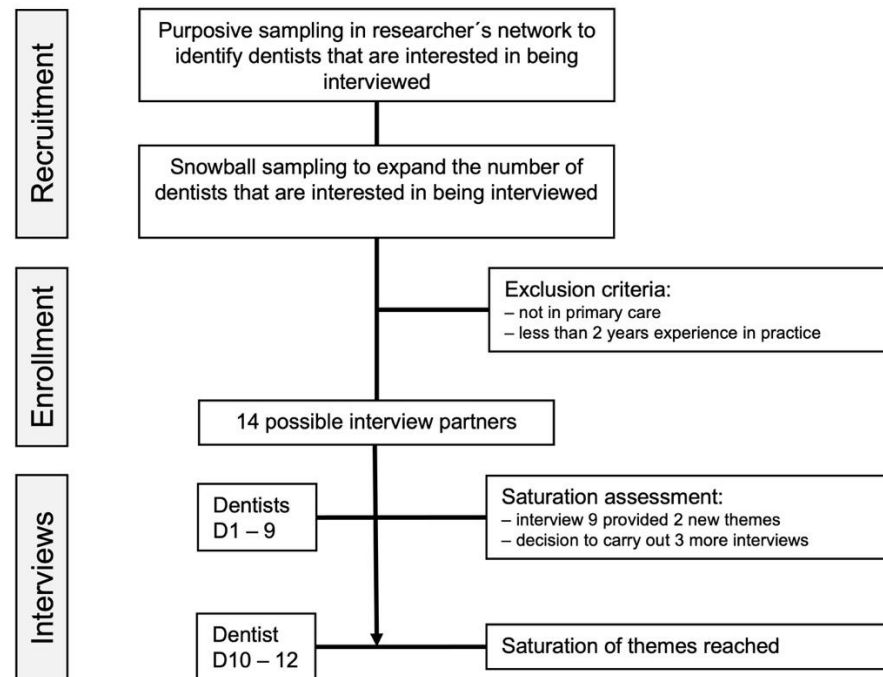 Recruitment
Purposive sampling in researcher´s network to
identify dentists that are interested in being
interviewed
Snowball sampling to expand the number of
dentists that are interested in being interviewed
Enrollment
Exclusion criteria:
– not in primary care
– less than 2 years experience in practice
14 possible interview partners
Interviews
Dentists
D1 – 9
Saturation assessment:
– interview 9 provided 2 new themes
– decision to carry out 3 more interviews
Dentist
D10 – 12
Saturation of themes reached